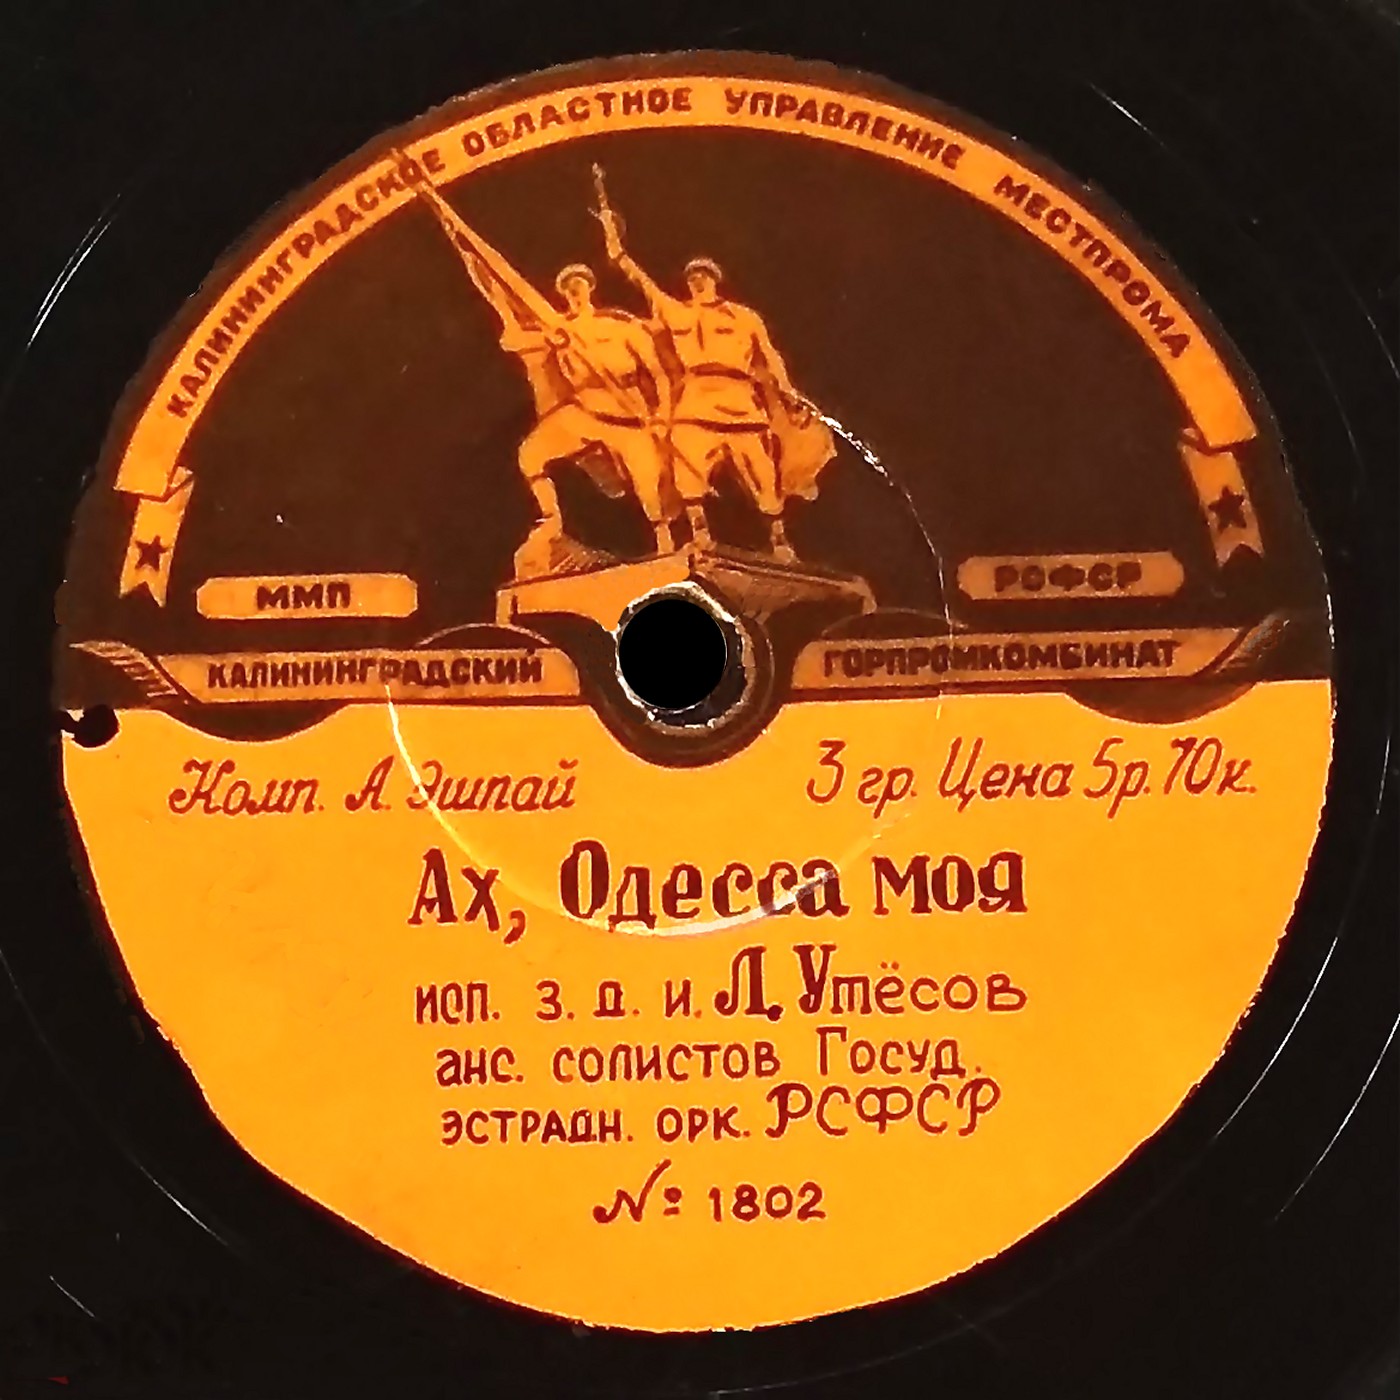 КАЛИНИНГРАДСКОЕ ОБЛАСТНОЕ УПРАВЛЕНИЕ МЕСТПРОМА
ММП
РСФСР
КАЛИНИНГРАДСКИЙ ГОРПРОМКОМБИНАТ
Комп. А. Эшпай
3 гр. Цена 5р. 70к.
Ах, Одесса моя
исп. з. д. и. Л. Утёсов
анс. солистов Госуд.
эстрадн. орк. РСФСР
№ 1802